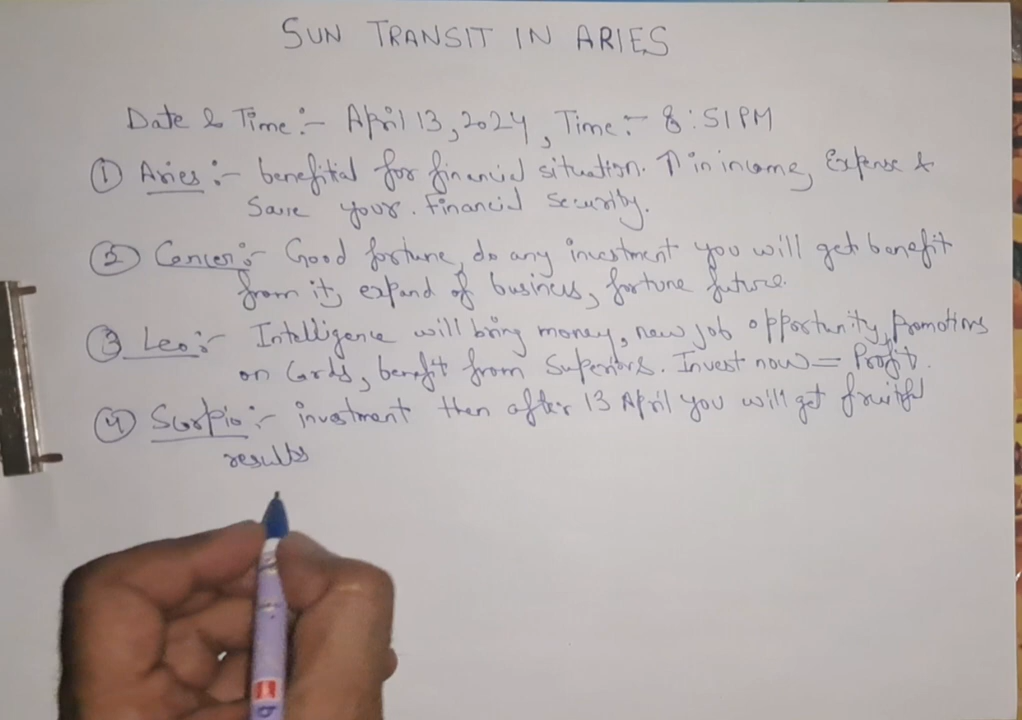 SUN TRANSIT IN ARIES
Date & Time :- April 13, 2024, Time :- 8:51PM
① Aries :- benefitial for financial situation. ↑ in income, Expense &
Save your. Financial Security.
② Cancer :- Good fortune, do any investment you will get benefit
from it, expand of business, fortune future.
③ Leo :- Intelligence will bring money, new job opportunity, Promotions
on Cards, benefit from Superiors. Invest now = Profit.
④ Scorpio :- investment then after 13 April you will get fruitful
results
b